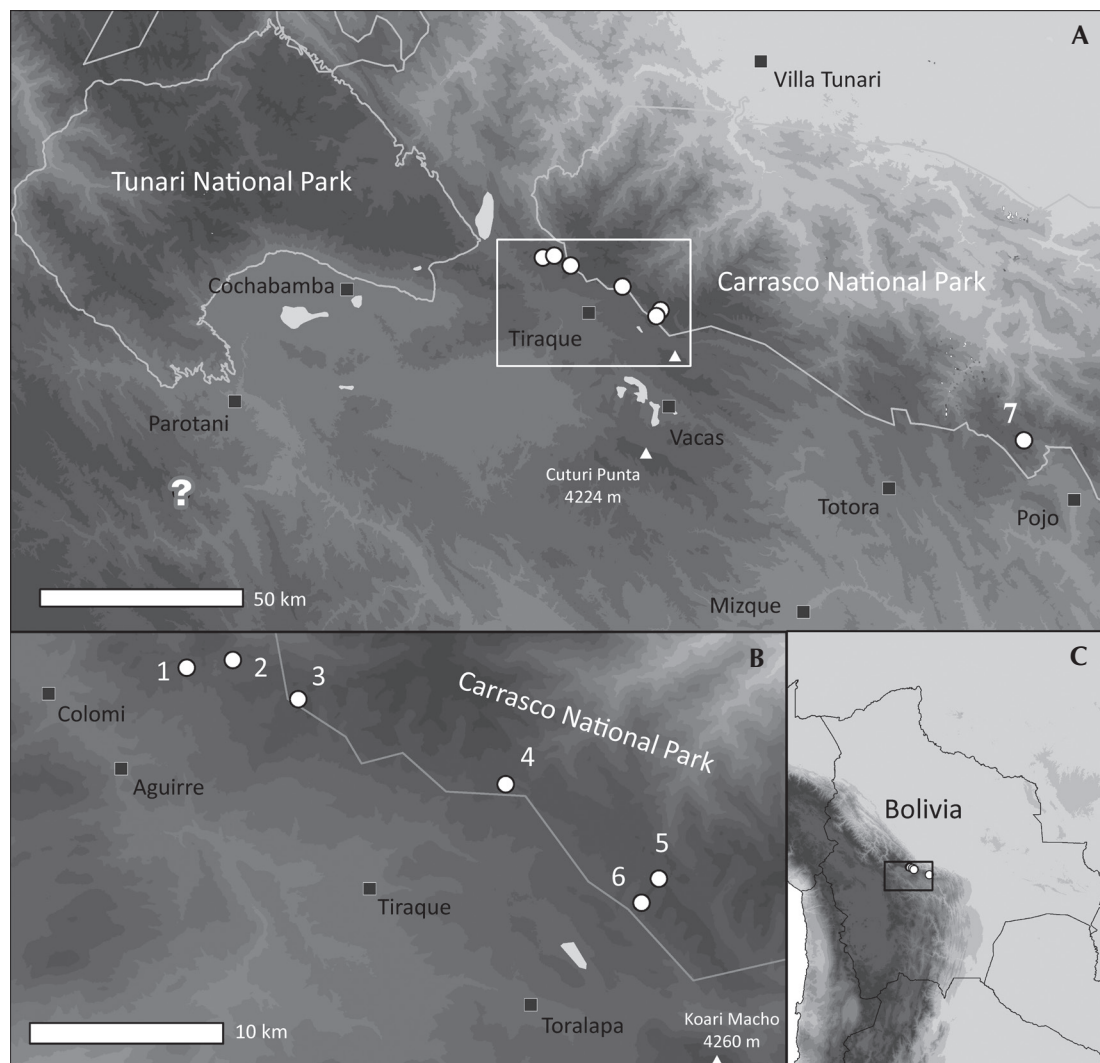 A
Villa Tunari
Tunari National Park
Cochabamba
Carrasco National Park
Tiraque
7
Parotani
Vacas
Cuturi Punta
4224 m
?
Totora
Pojo
50 km
Mizque
B
1
2
3
Colomi
Carrasco National Park
4
Aguirre
5
6
Tiraque
Toralapa
Koari Macho
4260 m
10 km
C
Bolivia